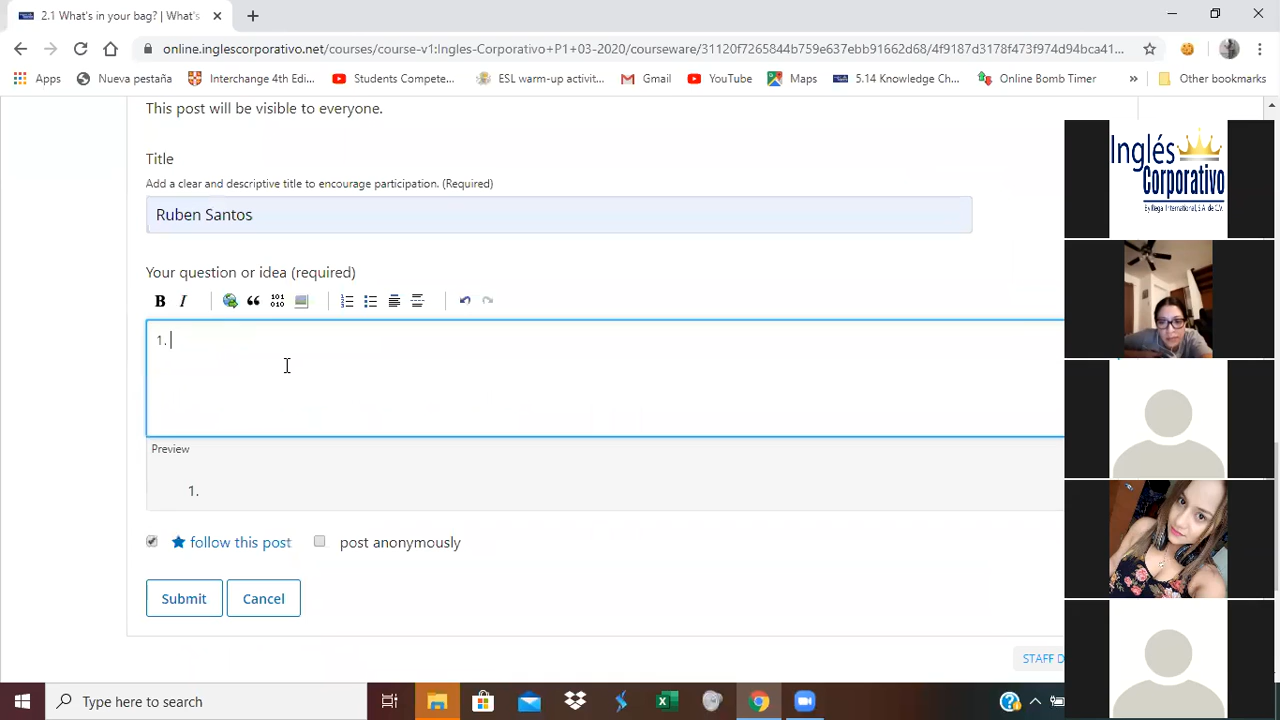 2.1 What's in your bag? | What's
online.inglescorporativo.net/courses/course-v1:Ingles-Corporativo+P1+03-2020/courseware/31120f7265844b759e637ebb91662d68/4f9187d3178f473f974d94bca41...
Apps
Nueva pestaña
Interchange 4th Edi...
Students Compete...
ESL warm-up activit...
Gmail
YouTube
Maps
5.14 Knowledge Ch...
Online Bomb Timer
»
Other bookmarks
This post will be visible to everyone.
Title
Add a clear and descriptive title to encourage participation. (Required)
Ruben Santos
Your question or idea (required)
B I
101
010
1.
Preview
1.
follow this post
post anonymously
Submit
Cancel
STAFF D
Type here to search
Inglés
Corporativo